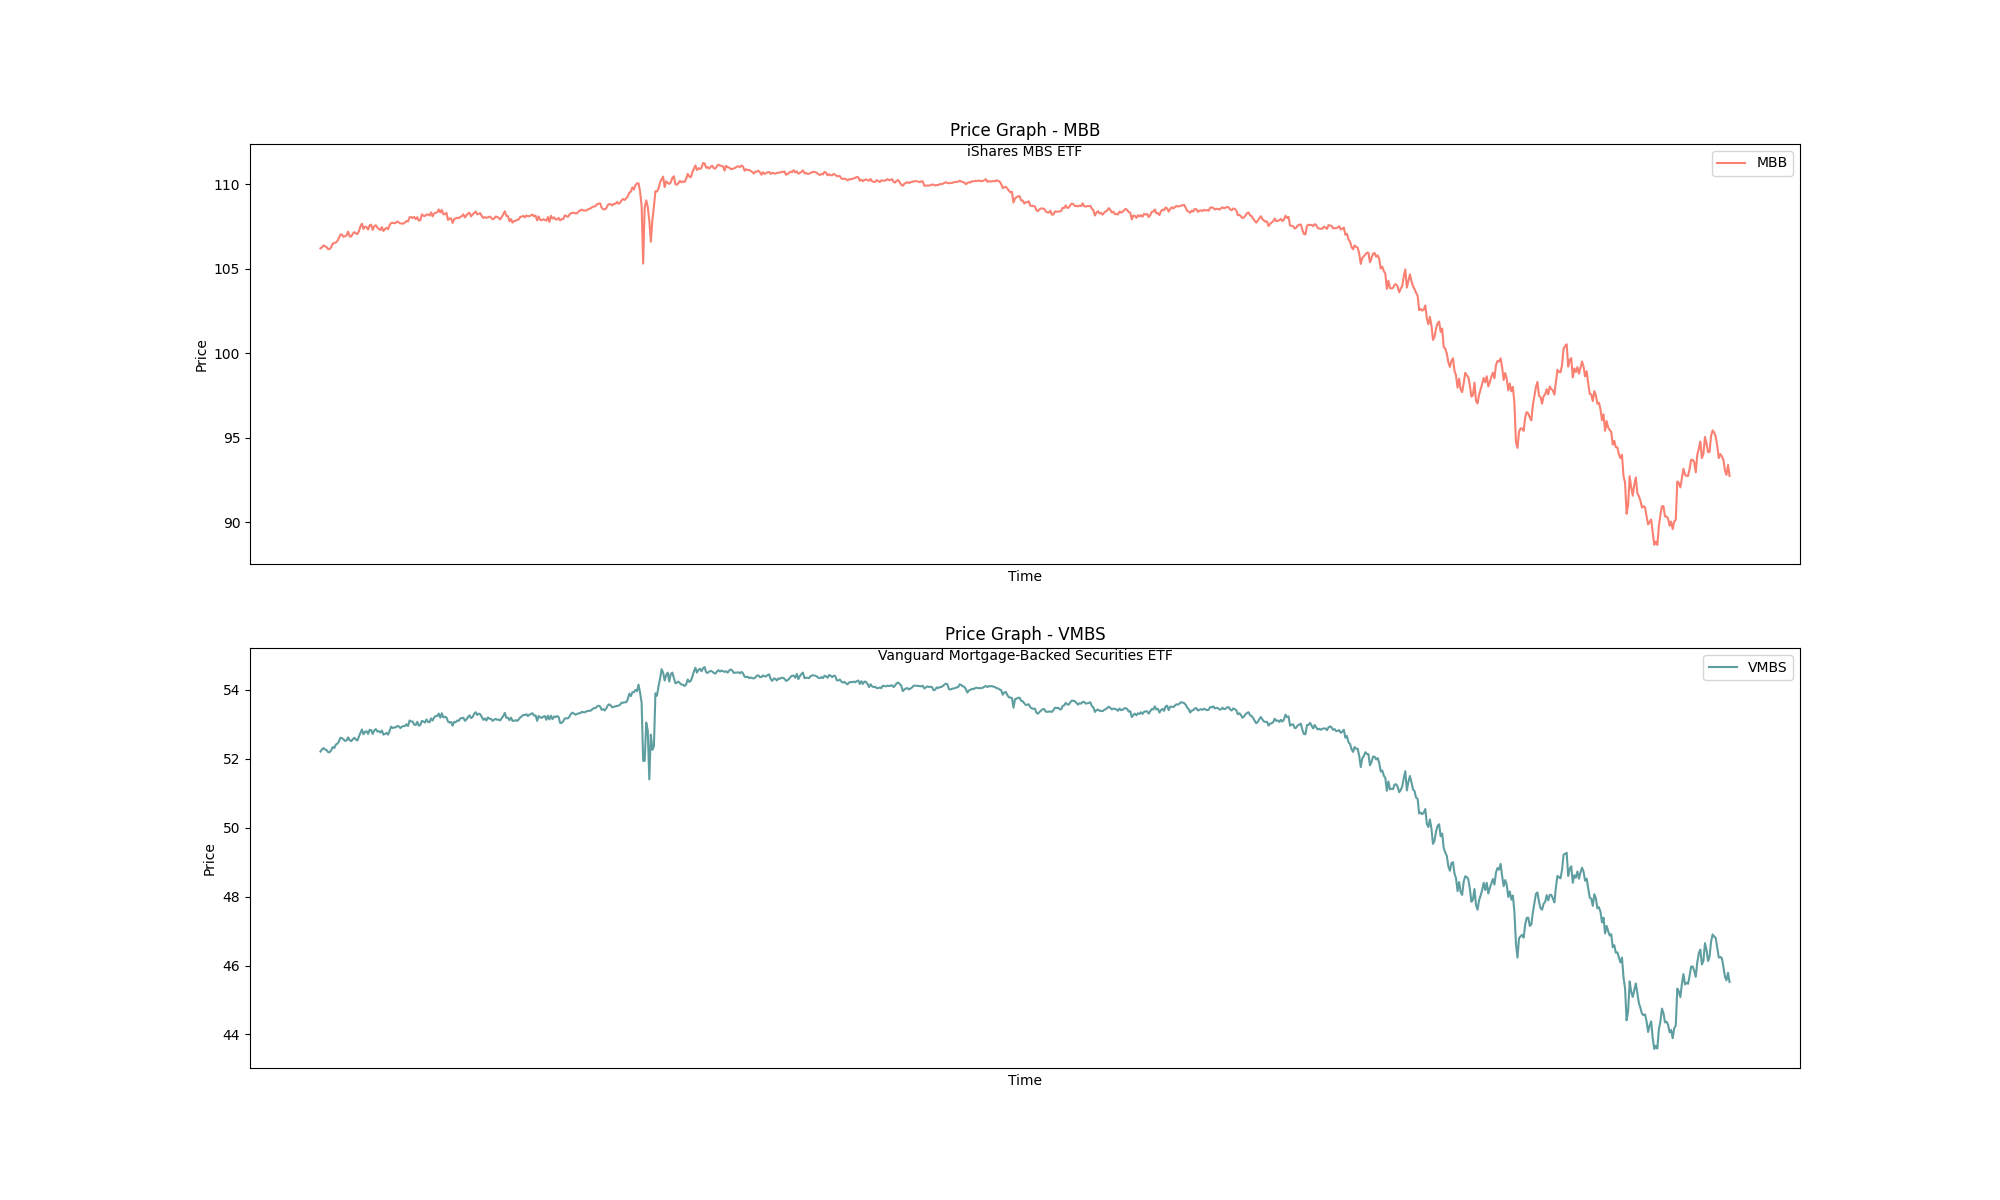 Price Graph - MBB
iShares MBS ETF
MBB
110
105
100
95
90
Price
Time
Price Graph - VMBS
Vanguard Mortgage-Backed Securities ETF
VMBS
54
52
50
48
46
44
Price
Time